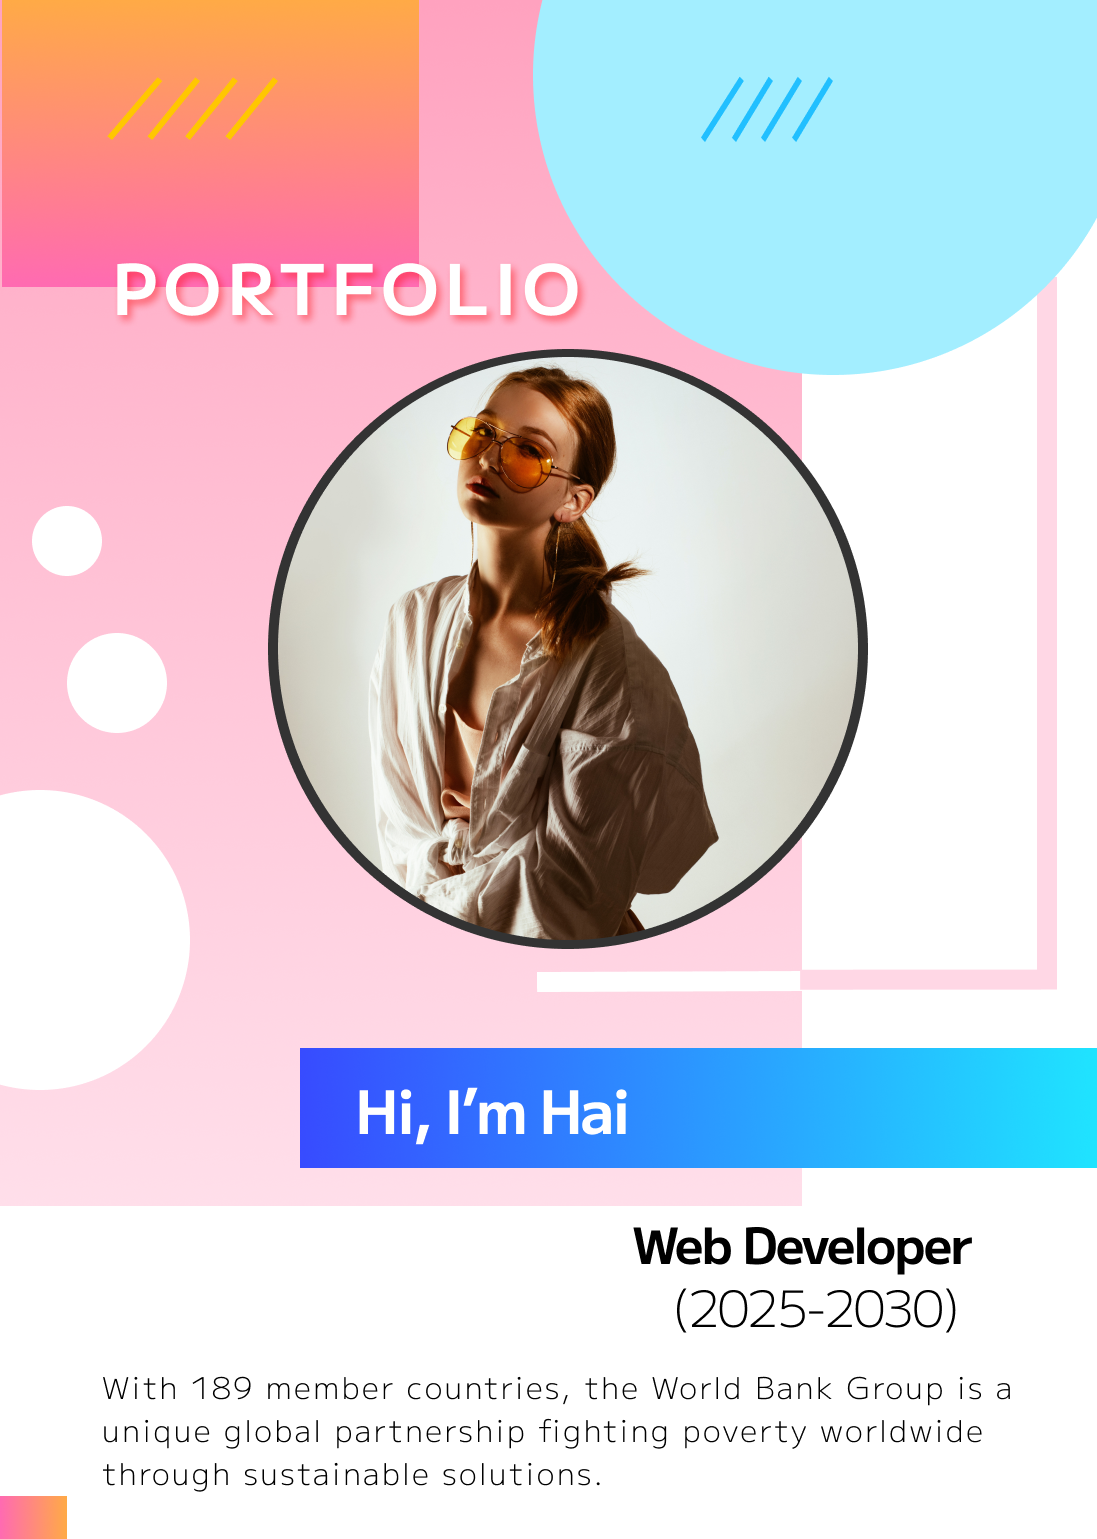 PORTFOLIO
Hi, I’m Hai
Web Developer
(2025-2030)
With 189 member countries, the World Bank Group is a
unique global partnership fighting poverty worldwide
through sustainable solutions.